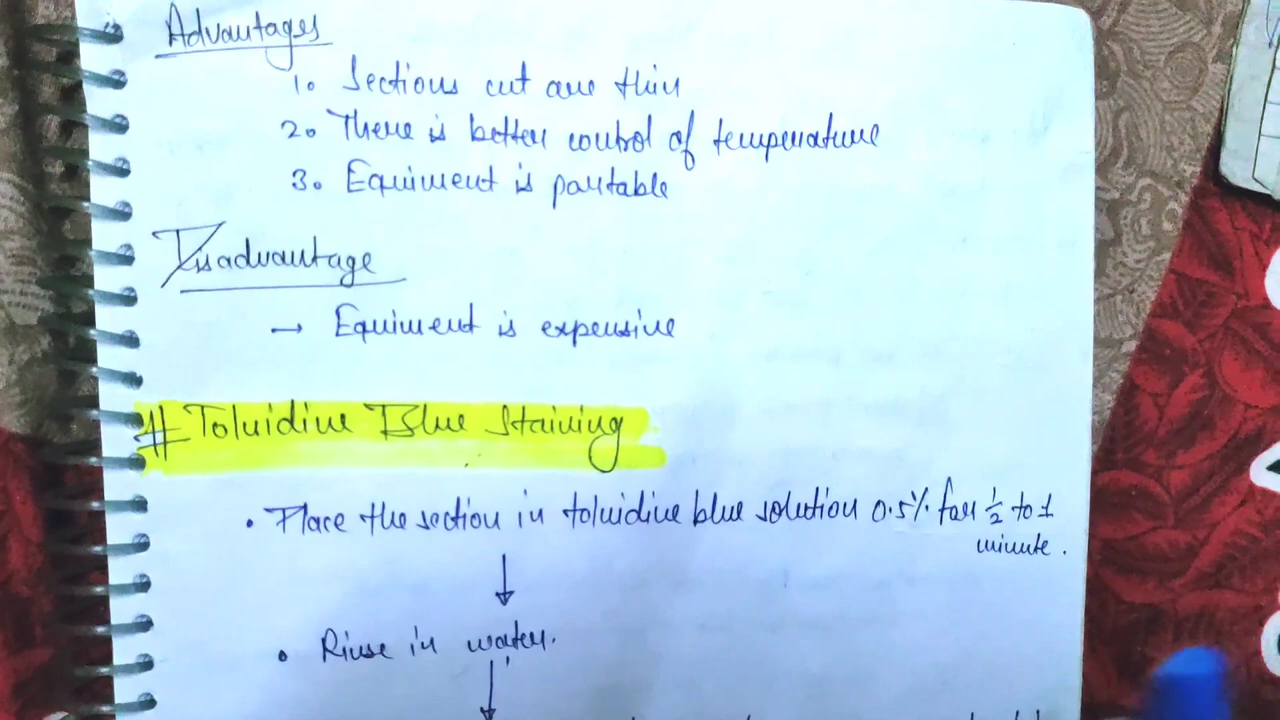 Advantages
1. Sections cut are thin
2. There is better control of temperature
3. Equiment is portable
Disadvantage
→ Equiment is expensive
# Toluidine Blue Staining
• Place the section in toluidine blue solution 0.5% for ½ to 1
minute.
↓
• Rinse in water.
↓